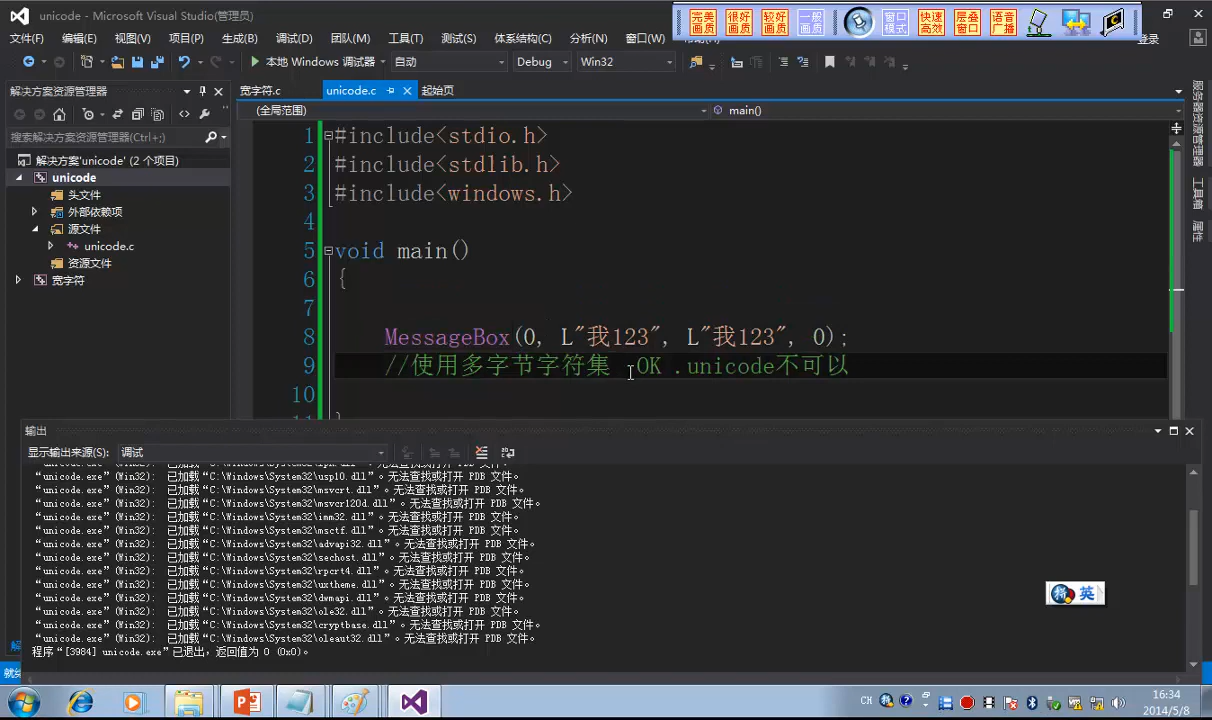 unicode - Microsoft Visual Studio(管理员)
完美画质 很好画质 较好画质 一般画质 窗口模式 快速高效 层叠窗口 语音广播
文件(F) 编辑(E) 视图(V) 项目(P) 生成(B) 调试(D) 团队(M) 工具(T) 测试(S) 体系结构(C) 分析(N) 窗口(W) 登录
本地 Windows 调试器 自动 Debug Win32
解决方案资源管理器
宽字符.c unicode.c 起始页
(全局范围) main()
搜索解决方案资源管理器(Ctrl+;)
解决方案'unicode' (2 个项目)
unicode
头文件
外部依赖项
源文件
unicode.c
资源文件
宽字符
1 #include<stdio.h>
2 #include<stdlib.h>
3 #include<windows.h>
4
5 void main()
6 {
7
8 MessageBox(0, L"我123", L"我123", 0);
9 //使用多字节字符集 OK .unicode不可以
10
服务器资源管理器
工具箱
属性
输出
显示输出来源(S): 调试
“unicode.exe”(Win32): 已加载“C:\Windows\System32\usp10.dll”。无法查找或打开 PDB 文件。
“unicode.exe”(Win32): 已加载“C:\Windows\System32\msvcrt.dll”。无法查找或打开 PDB 文件。
“unicode.exe”(Win32): 已加载“C:\Windows\System32\msvcr120d.dll”。无法查找或打开 PDB 文件。
“unicode.exe”(Win32): 已加载“C:\Windows\System32\imm32.dll”。无法查找或打开 PDB 文件。
“unicode.exe”(Win32): 已加载“C:\Windows\System32\msctf.dll”。无法查找或打开 PDB 文件。
“unicode.exe”(Win32): 已加载“C:\Windows\System32\advapi32.dll”。无法查找或打开 PDB 文件。
“unicode.exe”(Win32): 已加载“C:\Windows\System32\sechost.dll”。无法查找或打开 PDB 文件。
“unicode.exe”(Win32): 已加载“C:\Windows\System32\rpcrt4.dll”。无法查找或打开 PDB 文件。
“unicode.exe”(Win32): 已加载“C:\Windows\System32\uxtheme.dll”。无法查找或打开 PDB 文件。
“unicode.exe”(Win32): 已加载“C:\Windows\System32\dwmapi.dll”。无法查找或打开 PDB 文件。
“unicode.exe”(Win32): 已加载“C:\Windows\System32\ole32.dll”。无法查找或打开 PDB 文件。
“unicode.exe”(Win32): 已加载“C:\Windows\System32\cryptbase.dll”。无法查找或打开 PDB 文件。
“unicode.exe”(Win32): 已加载“C:\Windows\System32\oleaut32.dll”。无法查找或打开 PDB 文件。
程序“[3984] unicode.exe”已退出，返回值为 0 (0x0)。
英
就绪
CH
16:34
2014/5/8